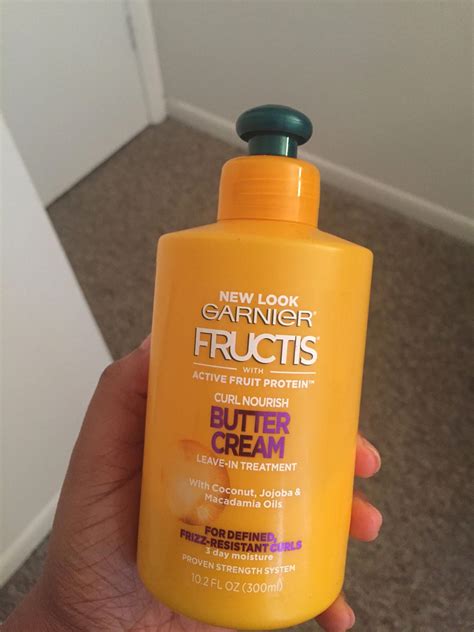 NEW LOOK
GARNIER®
FRUCTIS
WITH
ACTIVE FRUIT PROTEIN™
CURL NOURISH
BUTTER
CREAM
LEAVE-IN TREATMENT
With Coconut, Jojoba &
Macadamia Oils
FOR DEFINED,
FRIZZ-RESISTANT CURLS
3 day moisture
PROVEN STRENGTH SYSTEM
10.2 FL OZ (300ml)